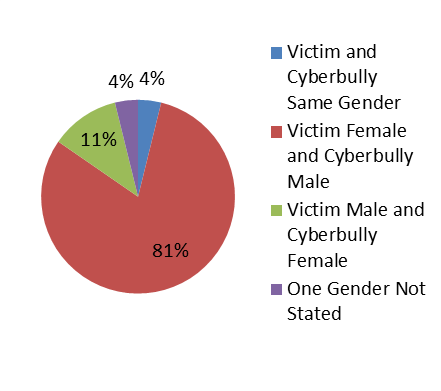 4% 4%
11%
81%
Victim and
Cyberbully
Same Gender
Victim Female
and Cyberbully
Male
Victim Male and
Cyberbully
Female
One Gender Not
Stated